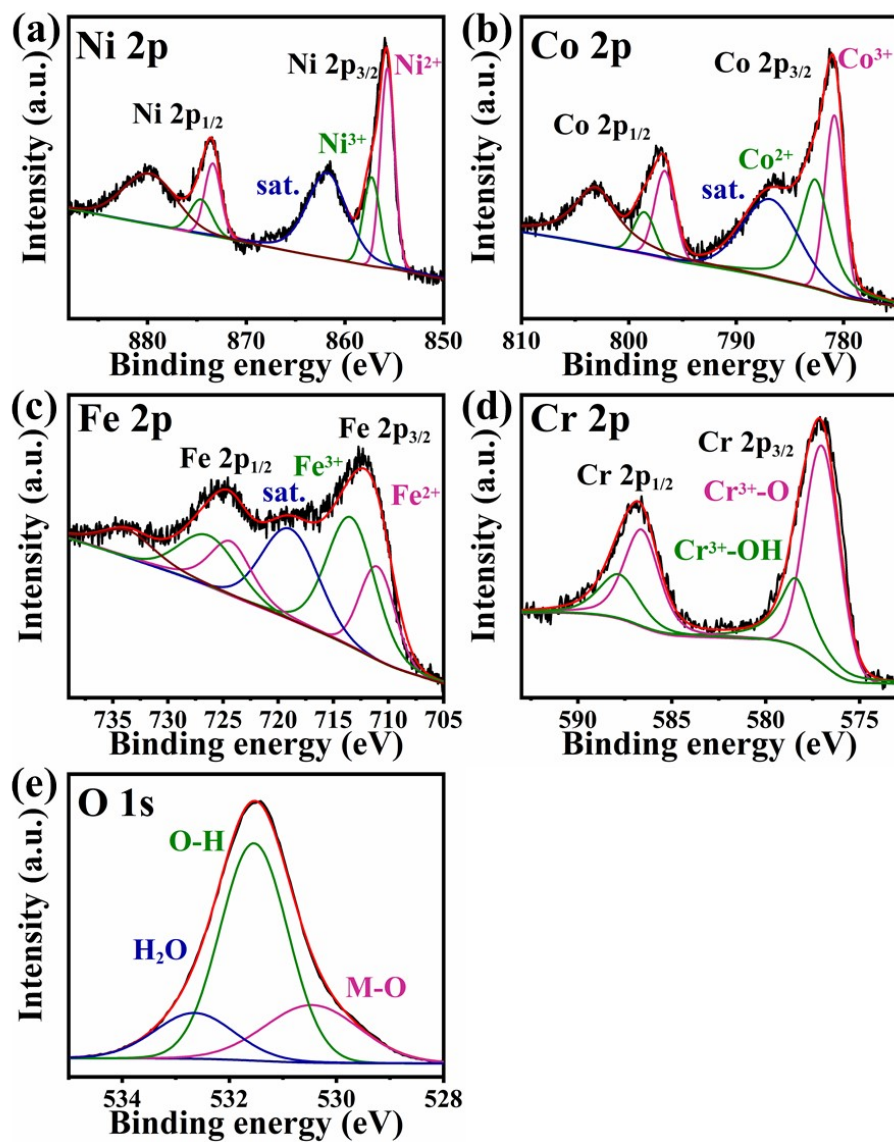 (a)
Ni 2p
Ni 2p1/2
Ni 2p3/2
Ni2+
Ni3+
sat.
Intensity (a.u.)
880 870 860 850
Binding energy (eV)
(b)
Co 2p
Co 2p1/2
Co 2p3/2
Co3+
Co2+
sat.
Intensity (a.u.)
810 800 790 780
Binding energy (eV)
(c)
Fe 2p
Fe 2p1/2
Fe 2p3/2
Fe3+
sat.
Fe2+
Intensity (a.u.)
735 725 715 705
Binding energy (eV)
(d)
Cr 2p
Cr 2p1/2
Cr 2p3/2
Cr3+-O
Cr3+-OH
Intensity (a.u.)
590 585 580 575
Binding energy (eV)
(e)
O 1s
O-H
H2O
M-O
Intensity (a.u.)
534 532 530 528
Binding energy (eV)